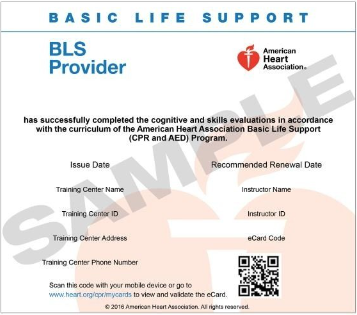 BASIC LIFE SUPPORT
BLS
Provider
American
Heart
Association®
has successfully completed the cognitive and skills evaluations in accordance
with the curriculum of the American Heart Association Basic Life Support
(CPR and AED) Program.
SAMPLE
Issue Date
Recommended Renewal Date
Training Center Name
Instructor Name
Training Center ID
Instructor ID
Training Center Address
eCard Code
Training Center Phone Number
Scan this code with your mobile device or go to
www.heart.org/cpr/mycards to view and validate the eCard.
© 2016 American Heart Association. All rights reserved.